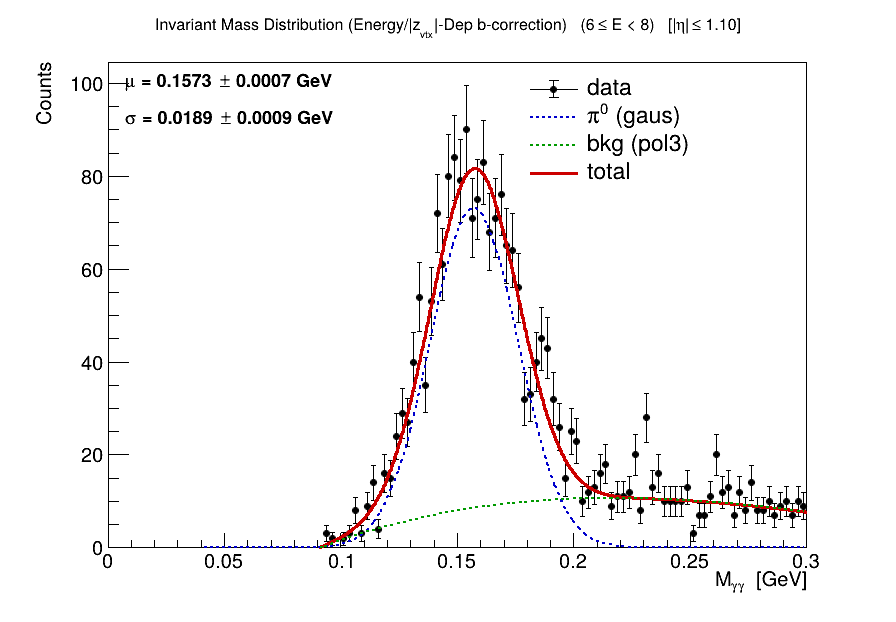 Invariant Mass Distribution (Energy/|z_vtx|-Dep b-correction) (6 ≤ E < 8) [|η| ≤ 1.10]
Counts
μ = 0.1573 ± 0.0007 GeV
σ = 0.0189 ± 0.0009 GeV
data
π⁰ (gaus)
bkg (pol3)
total
100
80
60
40
20
0
0 0.05 0.1 0.15 0.2 0.25 0.3
M_γγ [GeV]